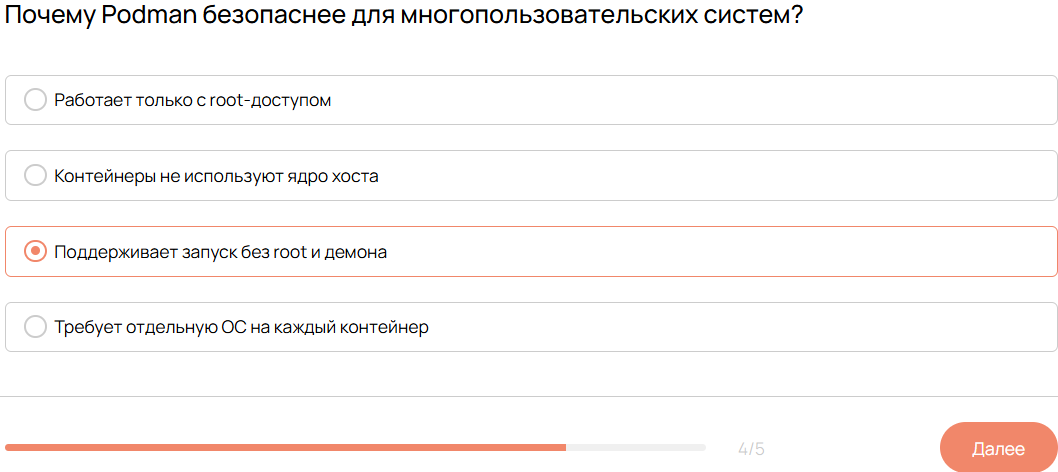 Почему Podman безопаснее для многопользовательских систем?
Работает только с root-доступом
Контейнеры не используют ядро хоста
Поддерживает запуск без root и демона
Требует отдельную ОС на каждый контейнер
4/5
Далее